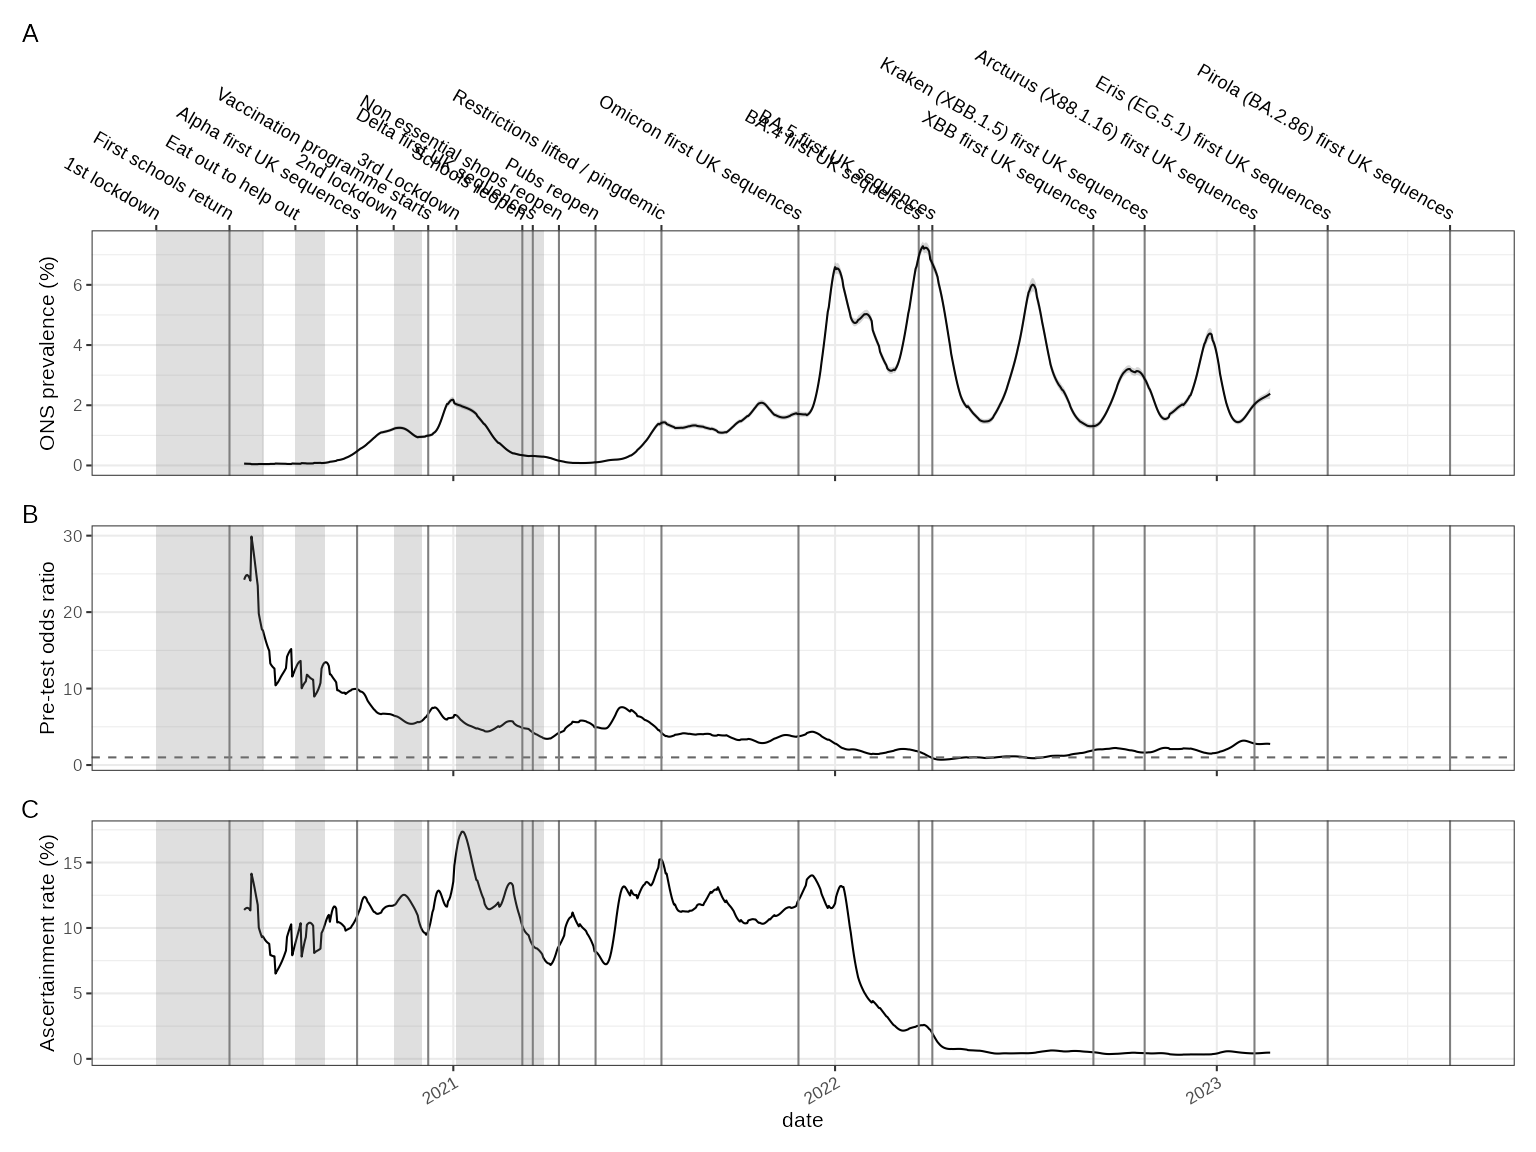 A
1st lockdown
First schools return
Eat out to help out
Alpha first UK sequences
2nd lockdown
Vaccination programme starts
3rd Lockdown
Schools reopen
Delta first UK sequences
Non essential shops reopen
Pubs reopen
Restrictions lifted / pingdemic
Omicron first UK sequences
BA.4 first UK sequences
BA.5 first UK sequences
XBB first UK sequences
Kraken (XBB.1.5) first UK sequences
Arcturus (X88.1.16) first UK sequences
Eris (EG.5.1) first UK sequences
Pirola (BA.2.86) first UK sequences
ONS prevalence (%)
6
4
2
0
B
Pre-test odds ratio
30
20
10
0
C
Ascertainment rate (%)
15
10
5
0
2021
2022
2023
date